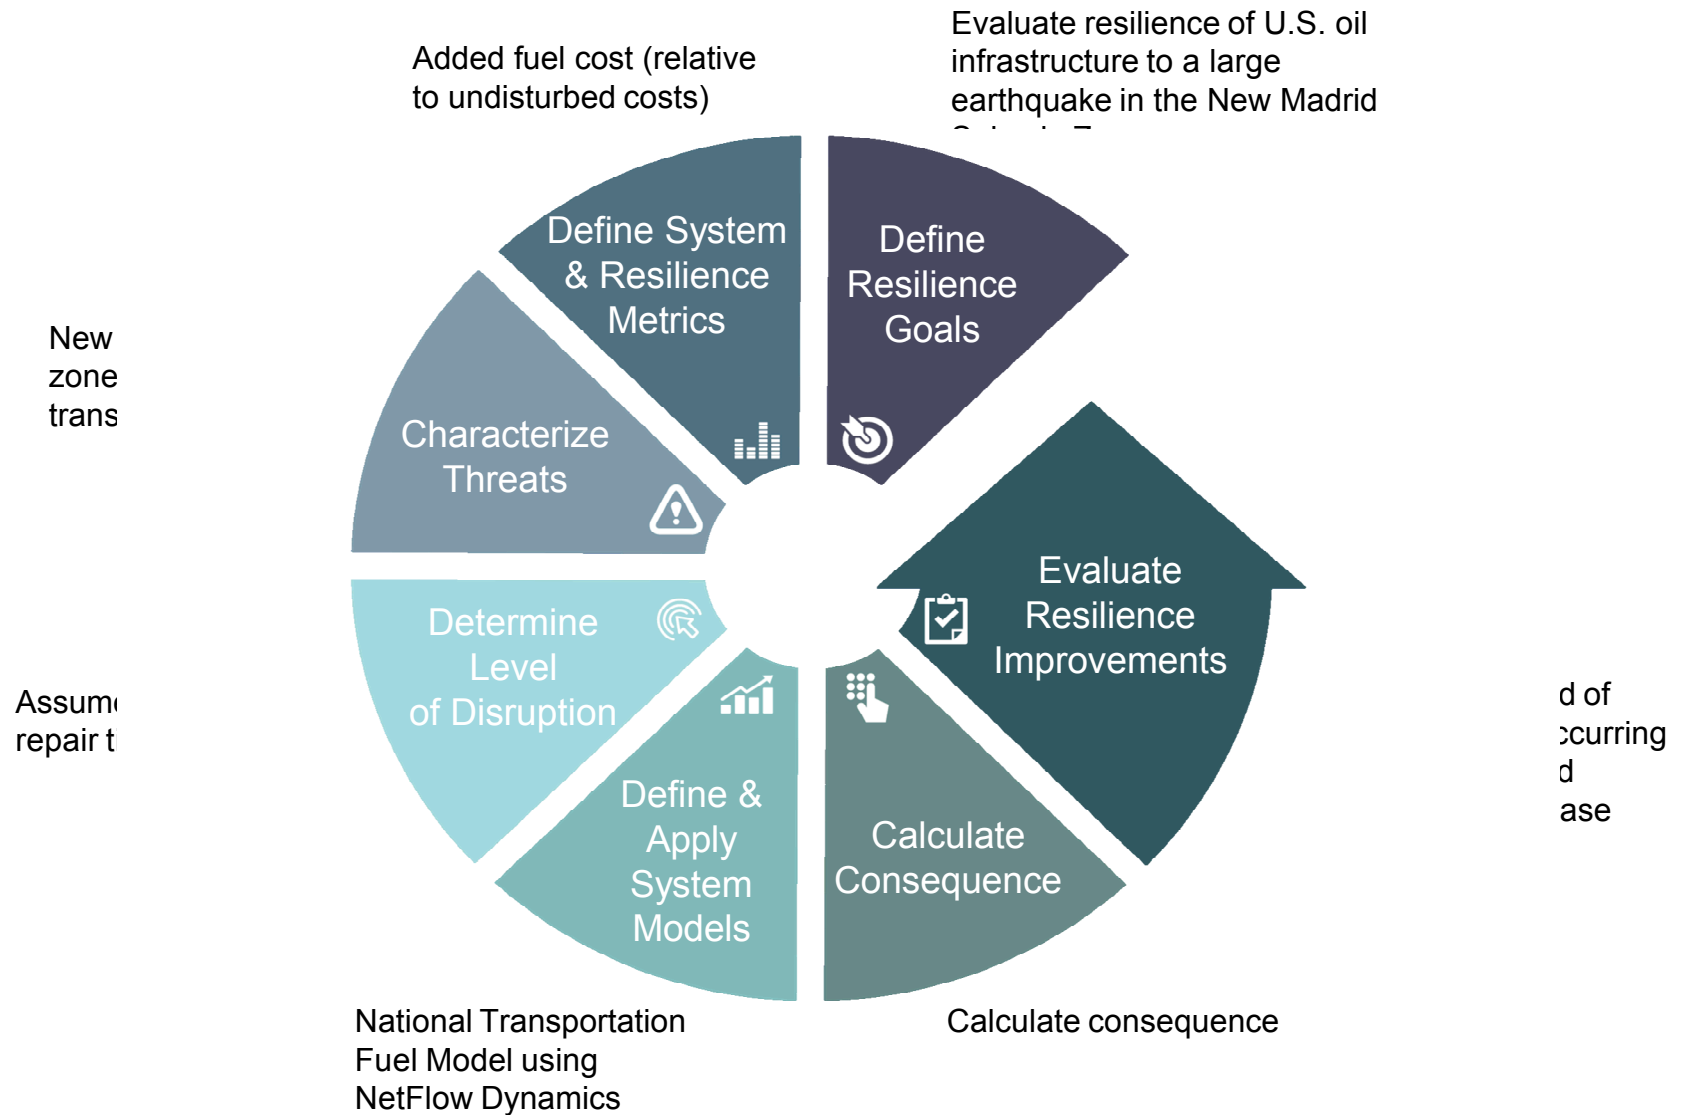 Evaluate resilience of U.S. oil
infrastructure to a large
earthquake in the New Madrid
Added fuel cost (relative
to undisturbed costs)
Define System
& Resilience
Metrics
Define
Resilience
Goals
New
zone
trans
Characterize
Threats
Evaluate
Resilience
Improvements
Determine
Level
of Disruption
repair
d of
ccurring
d
ase
Define &
Apply
System
Models
Calculate
Consequence
National Transportation
Fuel Model using
NetFlow Dynamics
Calculate consequence